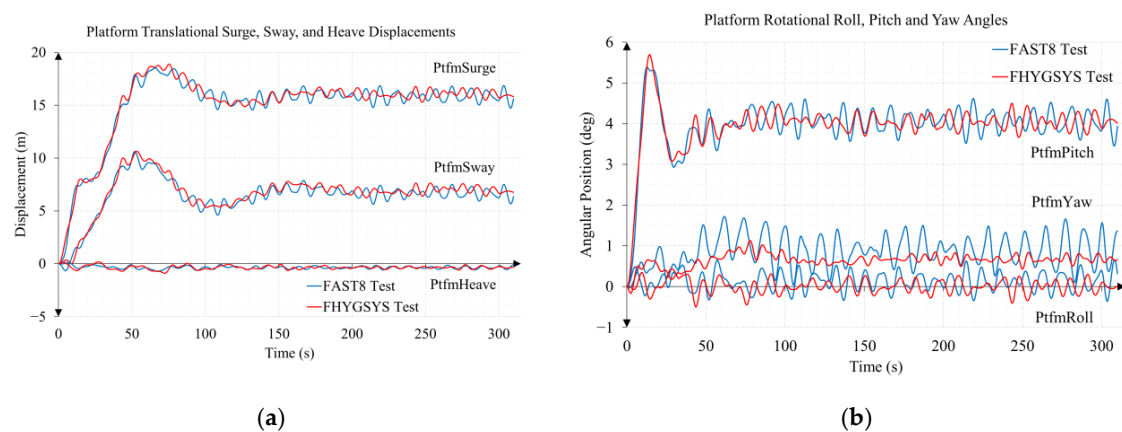 Platform Translational Surge, Sway, and Heave Displacements
20
15
10
5
0
−5
Displacement (m)
PtfmSurge
PtfmSway
PtfmHeave
FAST8 Test
FHYGSYS Test
0 50 100 150 200 250 300
Time (s)
(a)
Platform Rotational Roll, Pitch and Yaw Angles
6
5
4
3
2
1
0
−1
Angular Position (deg)
FAST8 Test
FHYGSYS Test
PtfmPitch
PtfmYaw
PtfmRoll
0 50 100 150 200 250 300
Time (s)
(b)